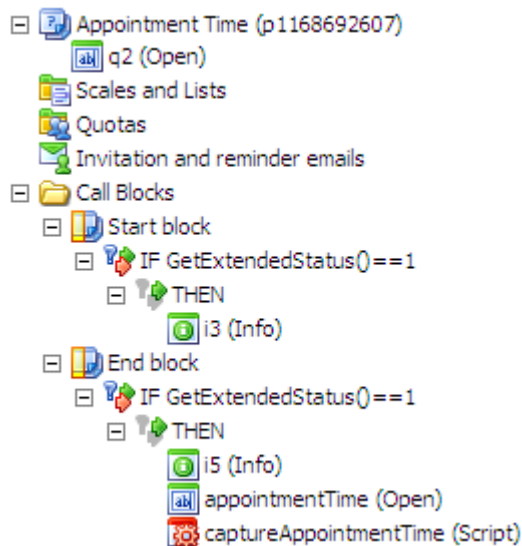 Appointment Time (p1168692607)
q2 (Open)
Scales and Lists
Quotas
Invitation and reminder emails
Call Blocks
Start block
IF GetExtendedStatus()==1
THEN
i3 (Info)
End block
IF GetExtendedStatus()==1
THEN
i5 (Info)
appointmentTime (Open)
captureAppointmentTime (Script)